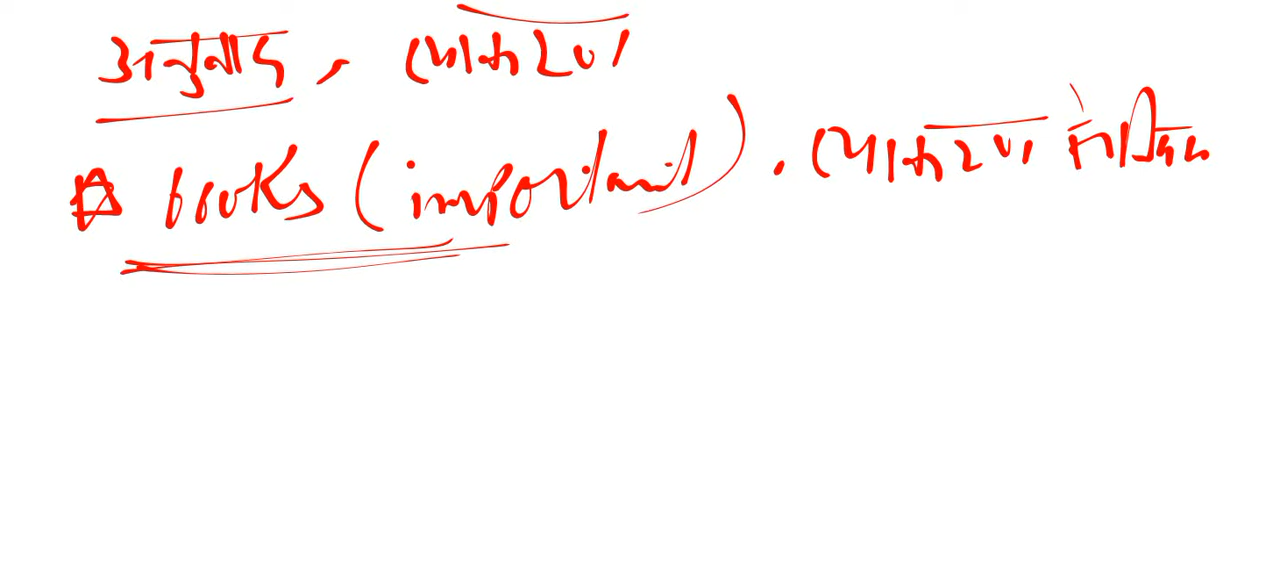 अनुवाद, व्याकरण
☆ books (important). व्याकरण